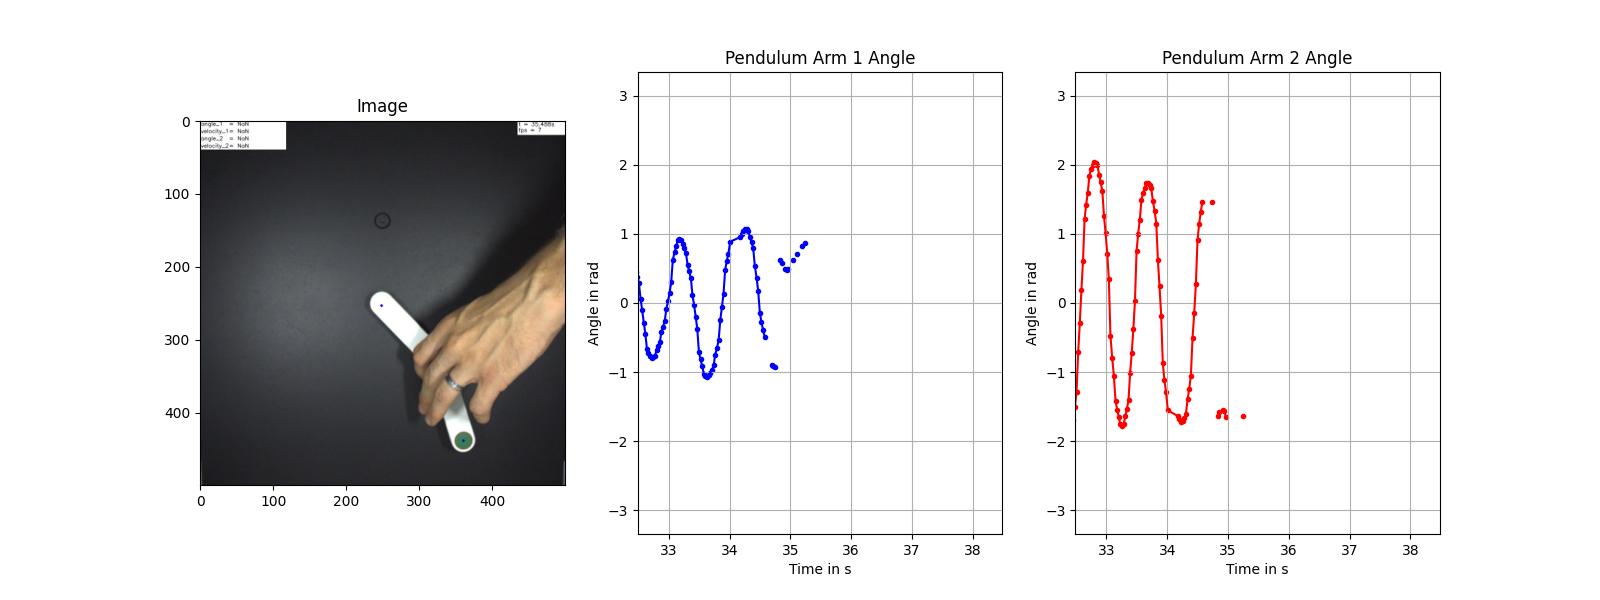 Image
angle_1 = NaN
velocity_1= NaN
angle_2 = NaN
velocity_2= NaN
t = 35.488s
fps = 7
0
100
200
300
400
0 100 200 300 400
Pendulum Arm 1 Angle
Angle in rad
3
2
1
0
−1
−2
−3
33 34 35 36 37 38
Time in s
Pendulum Arm 2 Angle
Angle in rad
3
2
1
0
−1
−2
−3
33 34 35 36 37 38
Time in s